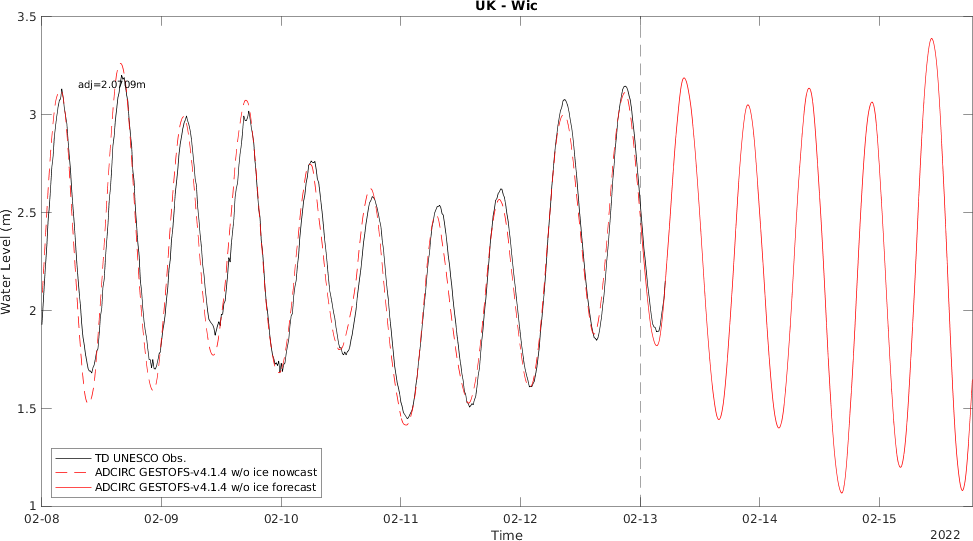 UK - Wic
3.5
adj=2.0709m
3
2.5
Water Level (m)
2
1.5
TD UNESCO Obs.
ADCIRC GESTOFS-v4.1.4 w/o ice nowcast
ADCIRC GESTOFS-v4.1.4 w/o ice forecast
1
02-08 02-09 02-10 02-11 02-12 02-13 02-14 02-15
Time
2022